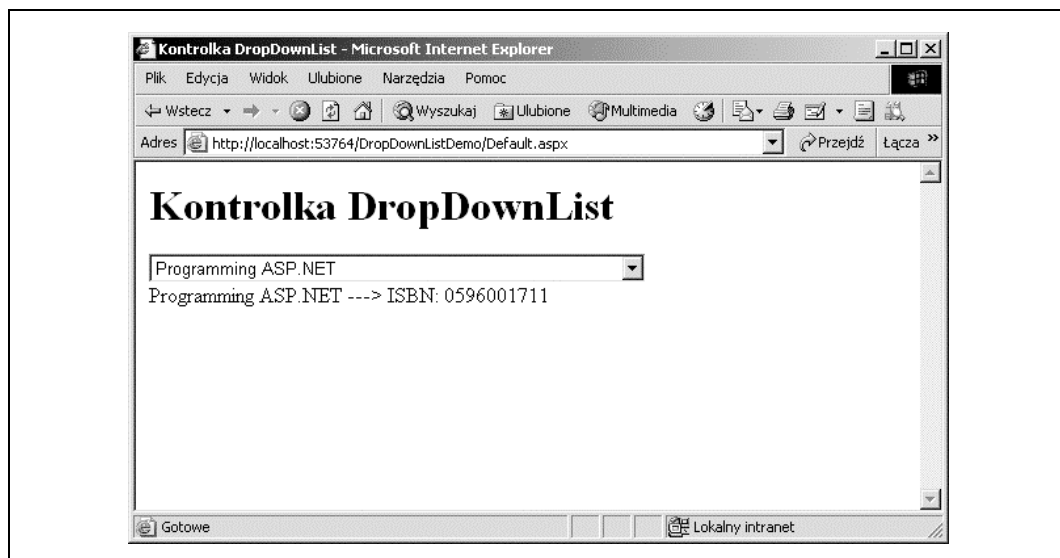 Kontrolka DropDownList - Microsoft Internet Explorer
Plik Edycja Widok Ulubione Narzędzia Pomoc
Wstecz Wyszukaj Ulubione Multimedia
Adres http://localhost:53764/DropDownListDemo/Default.aspx Przejdź Łącza »
Kontrolka DropDownList
Programming ASP.NET
Programming ASP.NET ---> ISBN: 0596001711
Gotowe Lokalny intranet